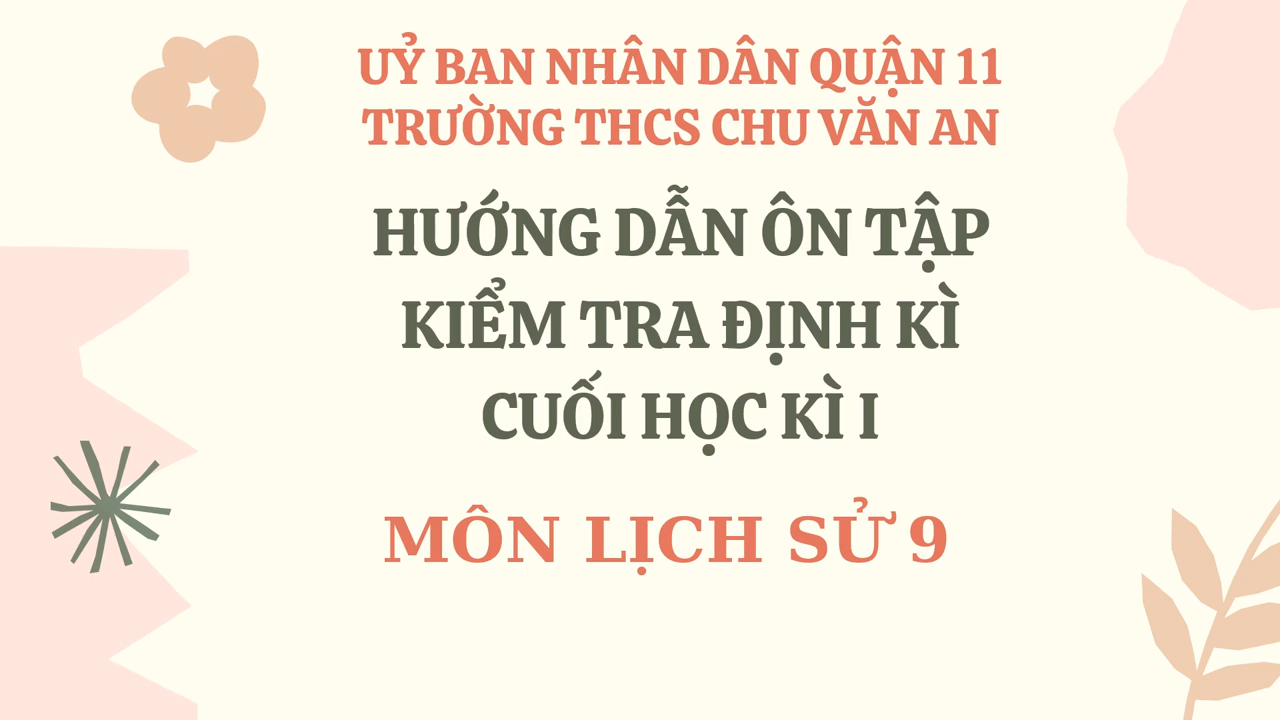 UỶ BAN NHÂN DÂN QUẬN 11
TRƯỜNG THCS CHU VĂN AN
HƯỚNG DẪN ÔN TẬP
KIỂM TRA ĐỊNH KÌ
CUỐI HỌC KÌ I
MÔN LỊCH SỬ 9